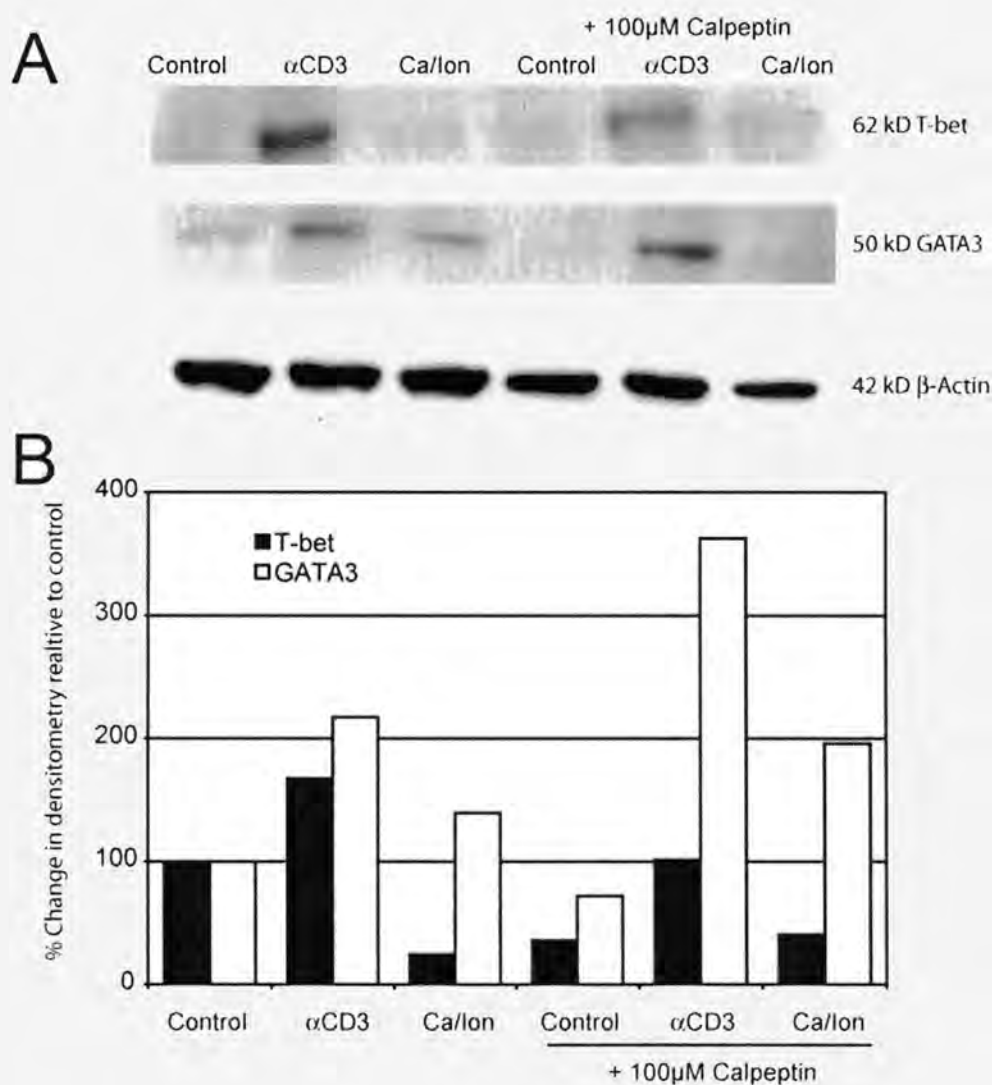 A
+ 100µM Calpeptin
Control αCD3 Ca/Ion Control αCD3 Ca/Ion
62 kD T-bet
50 kD GATA3
42 kD β-Actin
B
% Change in densitometry realtive to control
400
300
200
100
0
T-bet
GATA3
Control αCD3 Ca/Ion Control αCD3 Ca/Ion
+ 100µM Calpeptin